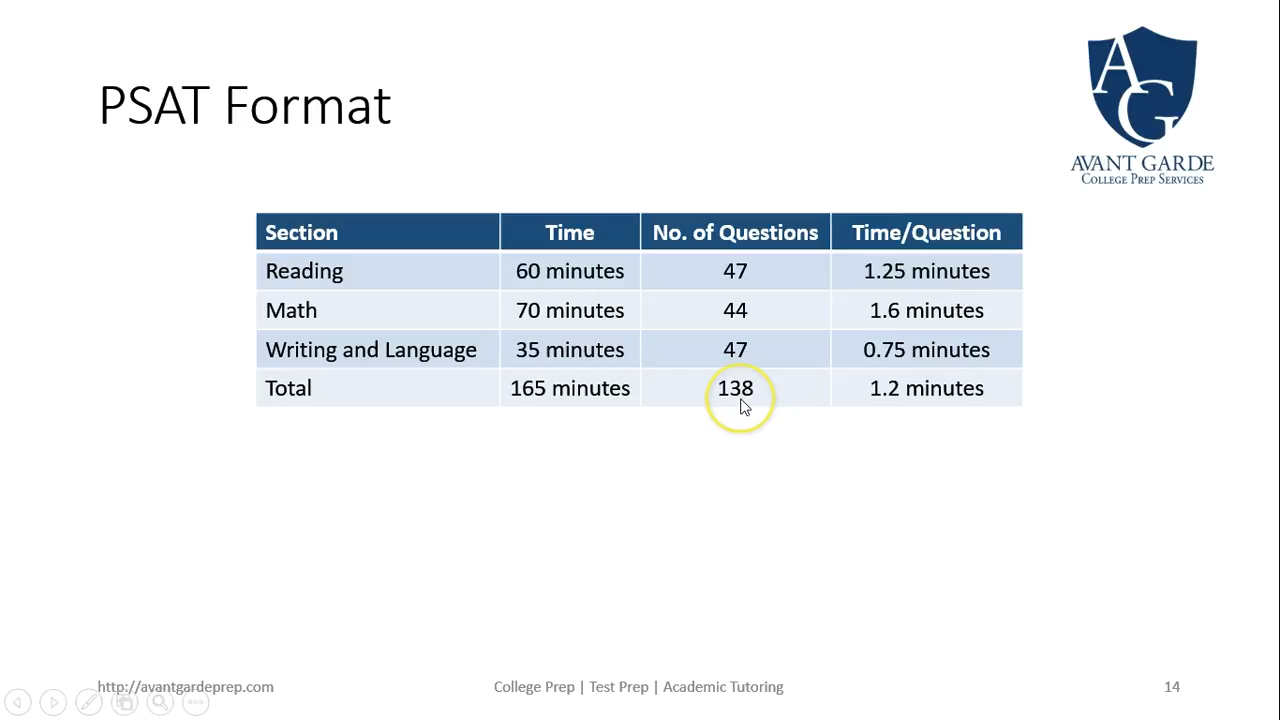 PSAT Format
AG
AVANT GARDE
COLLEGE PREP SERVICES
Section Time No. of Questions Time/Question
Reading 60 minutes 47 1.25 minutes
Math 70 minutes 44 1.6 minutes
Writing and Language 35 minutes 47 0.75 minutes
Total 165 minutes 138 1.2 minutes
http://avantgardeprep.com College Prep | Test Prep | Academic Tutoring 14